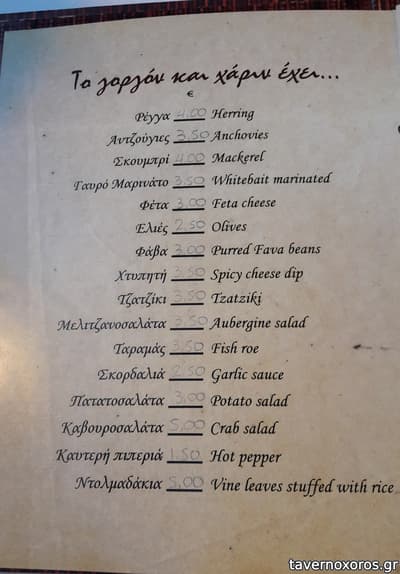 Το γοργόν και χάριν έχει...
€
Ρέγγα 4.00 Herring
Αντζούγιες 3.50 Anchovies
Σκουμπρί 4.00 Mackerel
Γαυρό Μαρινάτο 3.50 Whitebait marinated
Φέτα 3.00 Feta cheese
Ελιές 2.50 Olives
Φάβα 3.00 Purred Fava beans
Χτυπητή 3.50 Spicy cheese dip
Τζατζίκι 3.50 Tzatziki
Μελιτζανοσαλάτα 3.50 Aubergine salad
Ταραμάς 3.50 Fish roe
Σκορδαλιά 2.50 Garlic sauce
Πατατοσαλάτα 3.00 Potato salad
Καβουροσαλάτα 5.00 Crab salad
Καυτερή πιπεριά 1.50 Hot pepper
Ντολμαδάκια 5.00 Vine leaves stuffed with rice
tavernoxoros.gr